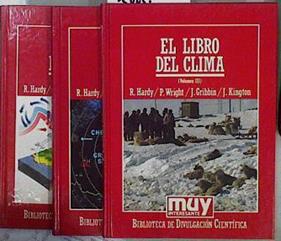 EL LIBRO
DEL CLIMA
(Volumen III)
R. Hardy / P. Wright / J. Gribbin / J. Kington
muy
INTERESANTE
BIBLIOTECA DE DIVULGACIÓN CIENTÍFICA
R. Hardy
R. Hardy
BIBLIOTECA
BIBLIOTE